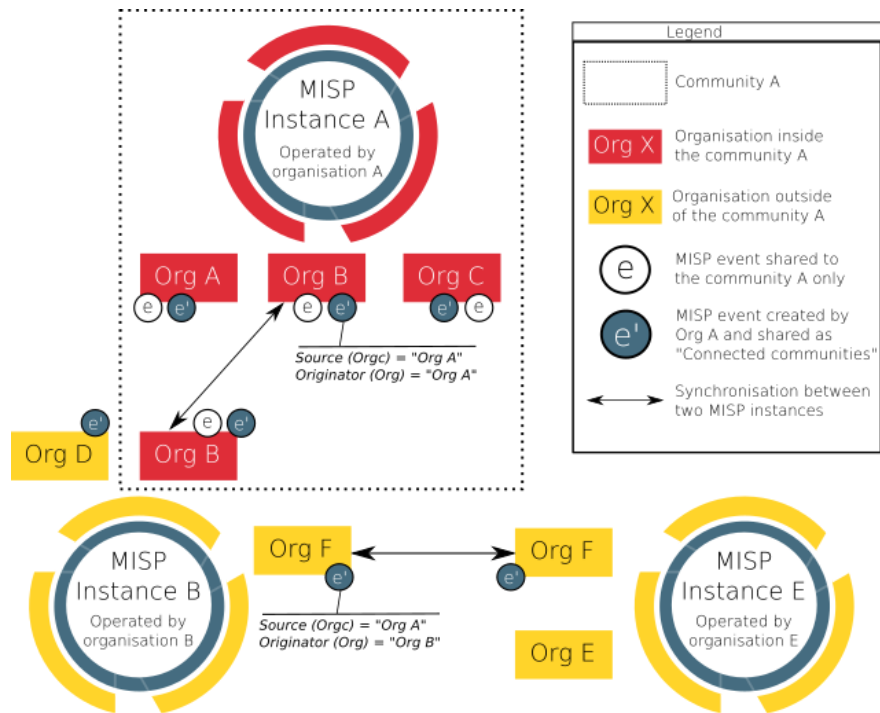 MISP
Instance A
Operated by
organisation A
Org A
Org B
Org C
e
e'
e
e'
e'
e
Source (Orgc) = "Org A"
Originator (Org) = "Org A"
e'
Org D
e
e'
Org B
MISP
Instance B
Operated by
organisation B
Org F
e'
Source (Orgc) = "Org A"
Originator (Org) = "Org B"
Org F
e'
Org E
MISP
Instance E
Operated by
organisation E
Legend
Community A
Org X
Organisation inside
the community A
Org X
Organisation outside
of the community A
e
MISP event shared to
the community A only
e'
MISP event created by
Org A and shared as
"Connected communities"
Synchronisation between
two MISP instances